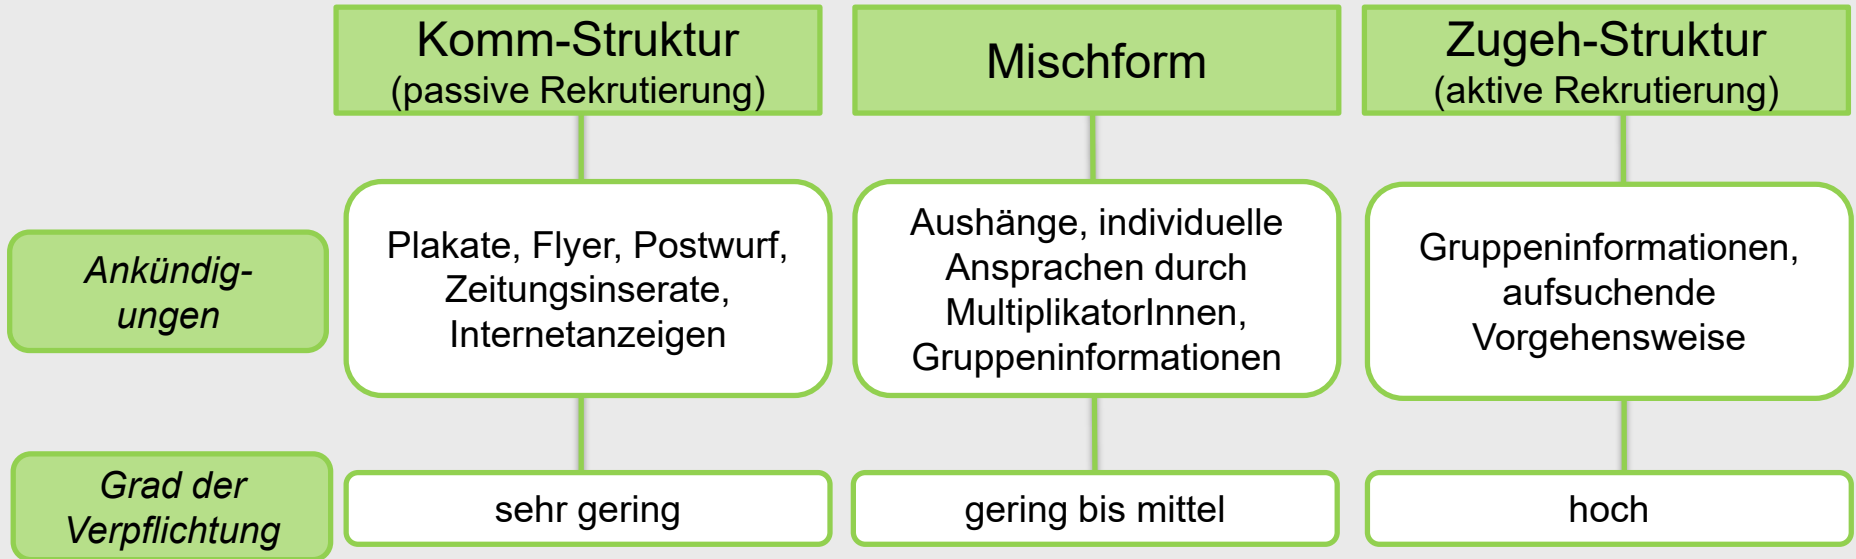 Komm-Struktur
(passive Rekrutierung)
Mischform
Zugeh-Struktur
(aktive Rekrutierung)
Ankündig-
ungen
Plakate, Flyer, Postwurf,
Zeitungsinserate,
Internetanzeigen
Aushänge, individuelle
Ansprachen durch
MultiplikatorInnen,
Gruppeninformationen
Gruppeninformationen,
aufsuchende
Vorgehensweise
Grad der
Verpflichtung
sehr gering
gering bis mittel
hoch